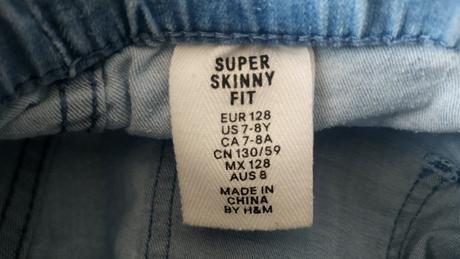 SUPER
SKINNY
FIT
EUR 128
US 7-8Y
CA 7-8A
CN 130/59
MX 128
AUS 8
MADE IN
CHINA
BY H&M